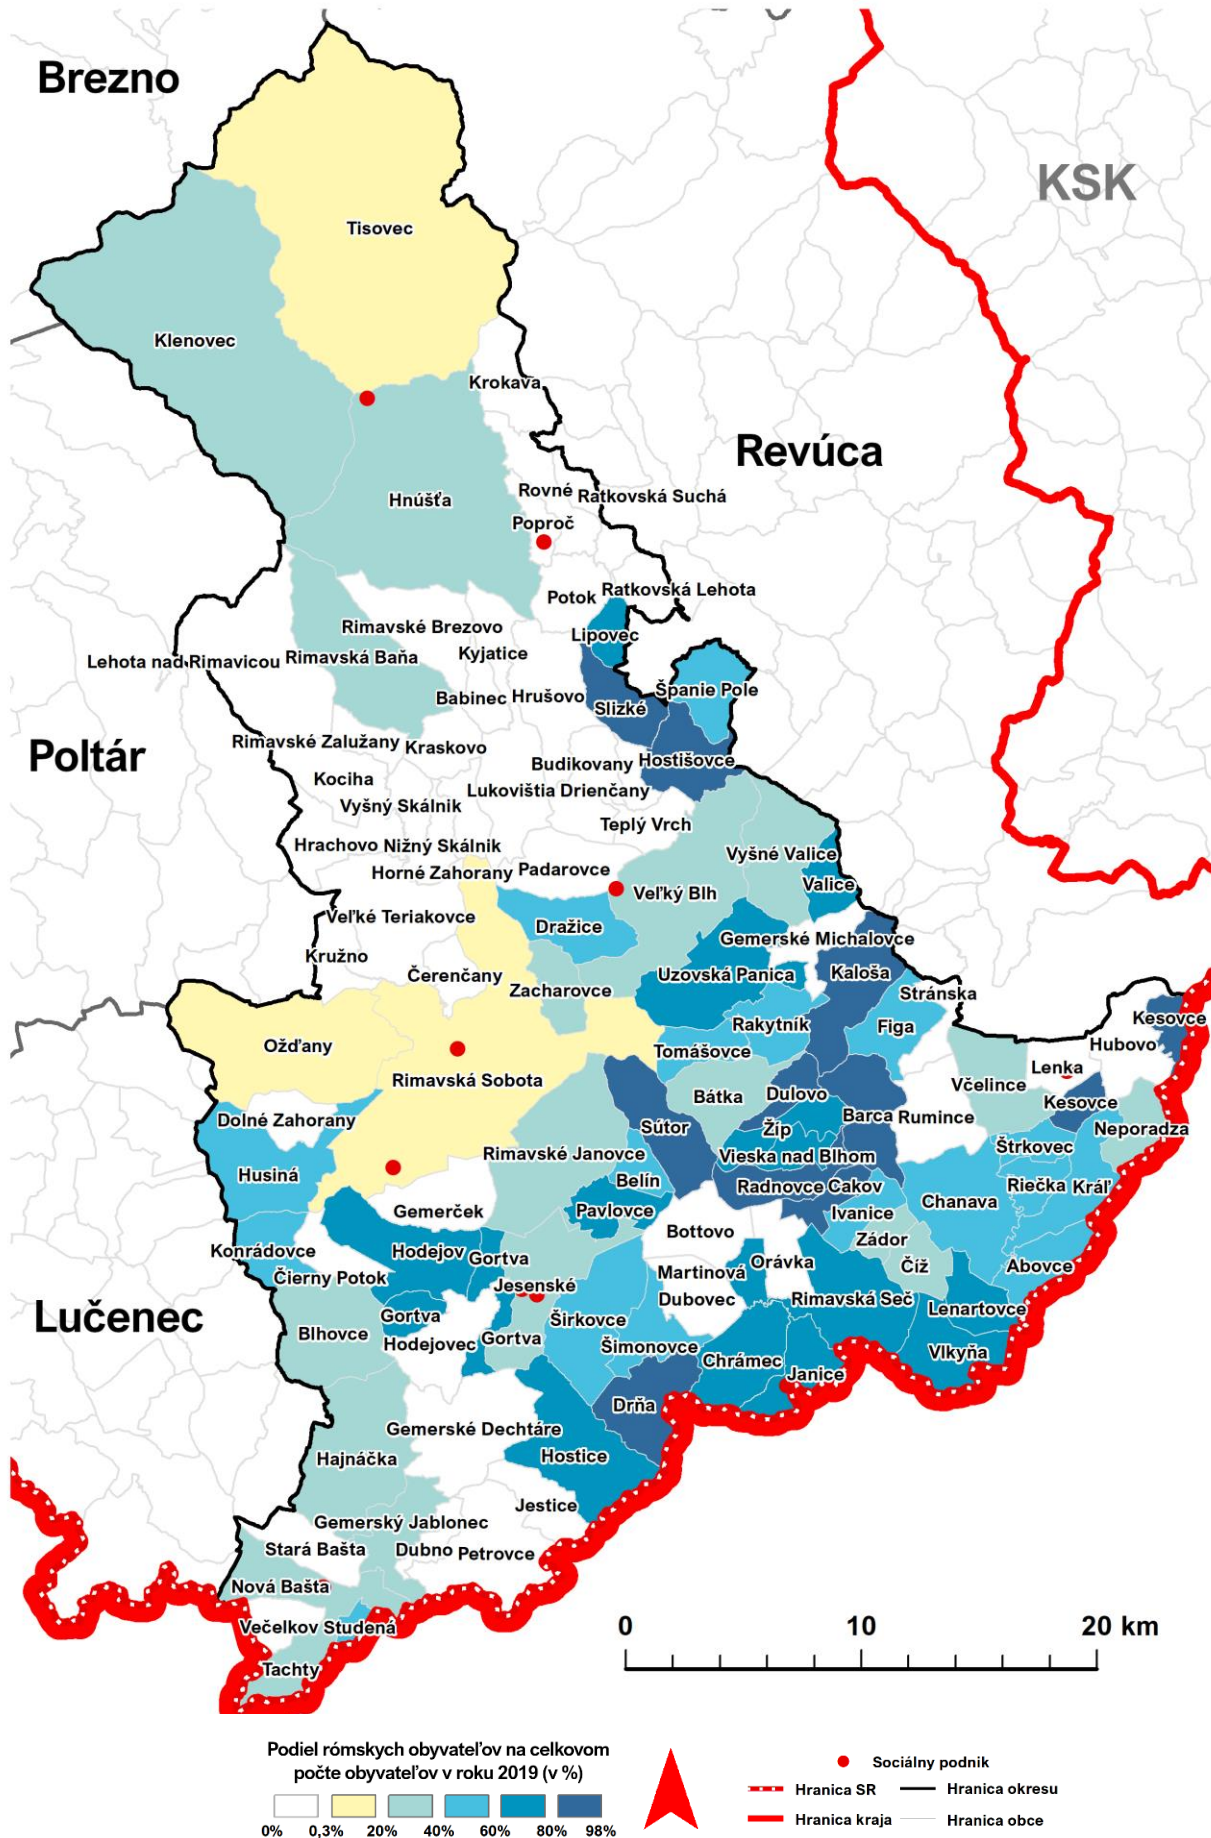 Brezno
KSK
Tisovec
Klenovec
Krokava
Revúca
Hnúšťa
Rovné
Ratkovská Suchá
Poproč
Potok
Ratkovská Lehota
Rimavské Brezovo
Lipovec
Lehota nad Rimavicou
Rimavská Baňa
Kyjatice
Babinec
Hrušovo
Slizké
Španie Pole
Poltár
Rimavské Zalužany
Kraskovo
Budikovany
Hostišovce
Kociha
Lukovištia
Drienčany
Vyšný Skálnik
Teplý Vrch
Hrachovo
Nižný Skálnik
Vyšné Valice
Horné Zahorany
Padarovce
Veľký Blh
Valice
Veľké Teriakovce
Dražice
Gemerské Michalovce
Kružno
Čerenčany
Zacharovce
Uzovská Panica
Kaloša
Stránska
Kesovce
Ožďany
Rakytník
Figa
Hubovo
Rimavská Sobota
Tomášovce
Včelince
Lenka
Bátka
Dulovo
Kesovce
Dolné Zahorany
Sútor
Žíp
Barca
Rumince
Neporadza
Husiná
Rimavské Janovce
Vieska nad Blhom
Štrkovec
Belín
Radnovce
Cakov
Riečka
Kráľ
Gemerček
Pavlovce
Ivanice
Chanava
Konrádovce
Hodejov
Gortva
Bottovo
Zádor
Čierny Potok
Jesenské
Martinová
Orávka
Číž
Abovce
Lučenec
Blhovce
Gortva
Širkovce
Dubovec
Rimavská Seč
Lenartovce
Hodejovec
Gortva
Šimonovce
Chrámec
Janice
Vlkyňa
Gemerské Dechtáre
Drňa
Hajnáčka
Hostice
Jestice
Gemerský Jablonec
Stará Bašta
Dubno
Petrovce
Nová Bašta
Večelkov
Studená
Tachty
0 10 20 km
Podiel rómskych obyvateľov na celkovom
počte obyvateľov v roku 2019 (v %)
0% 0,3% 20% 40% 60% 80% 98%
Sociálny podnik
Hranica SR
Hranica okresu
Hranica kraja
Hranica obce